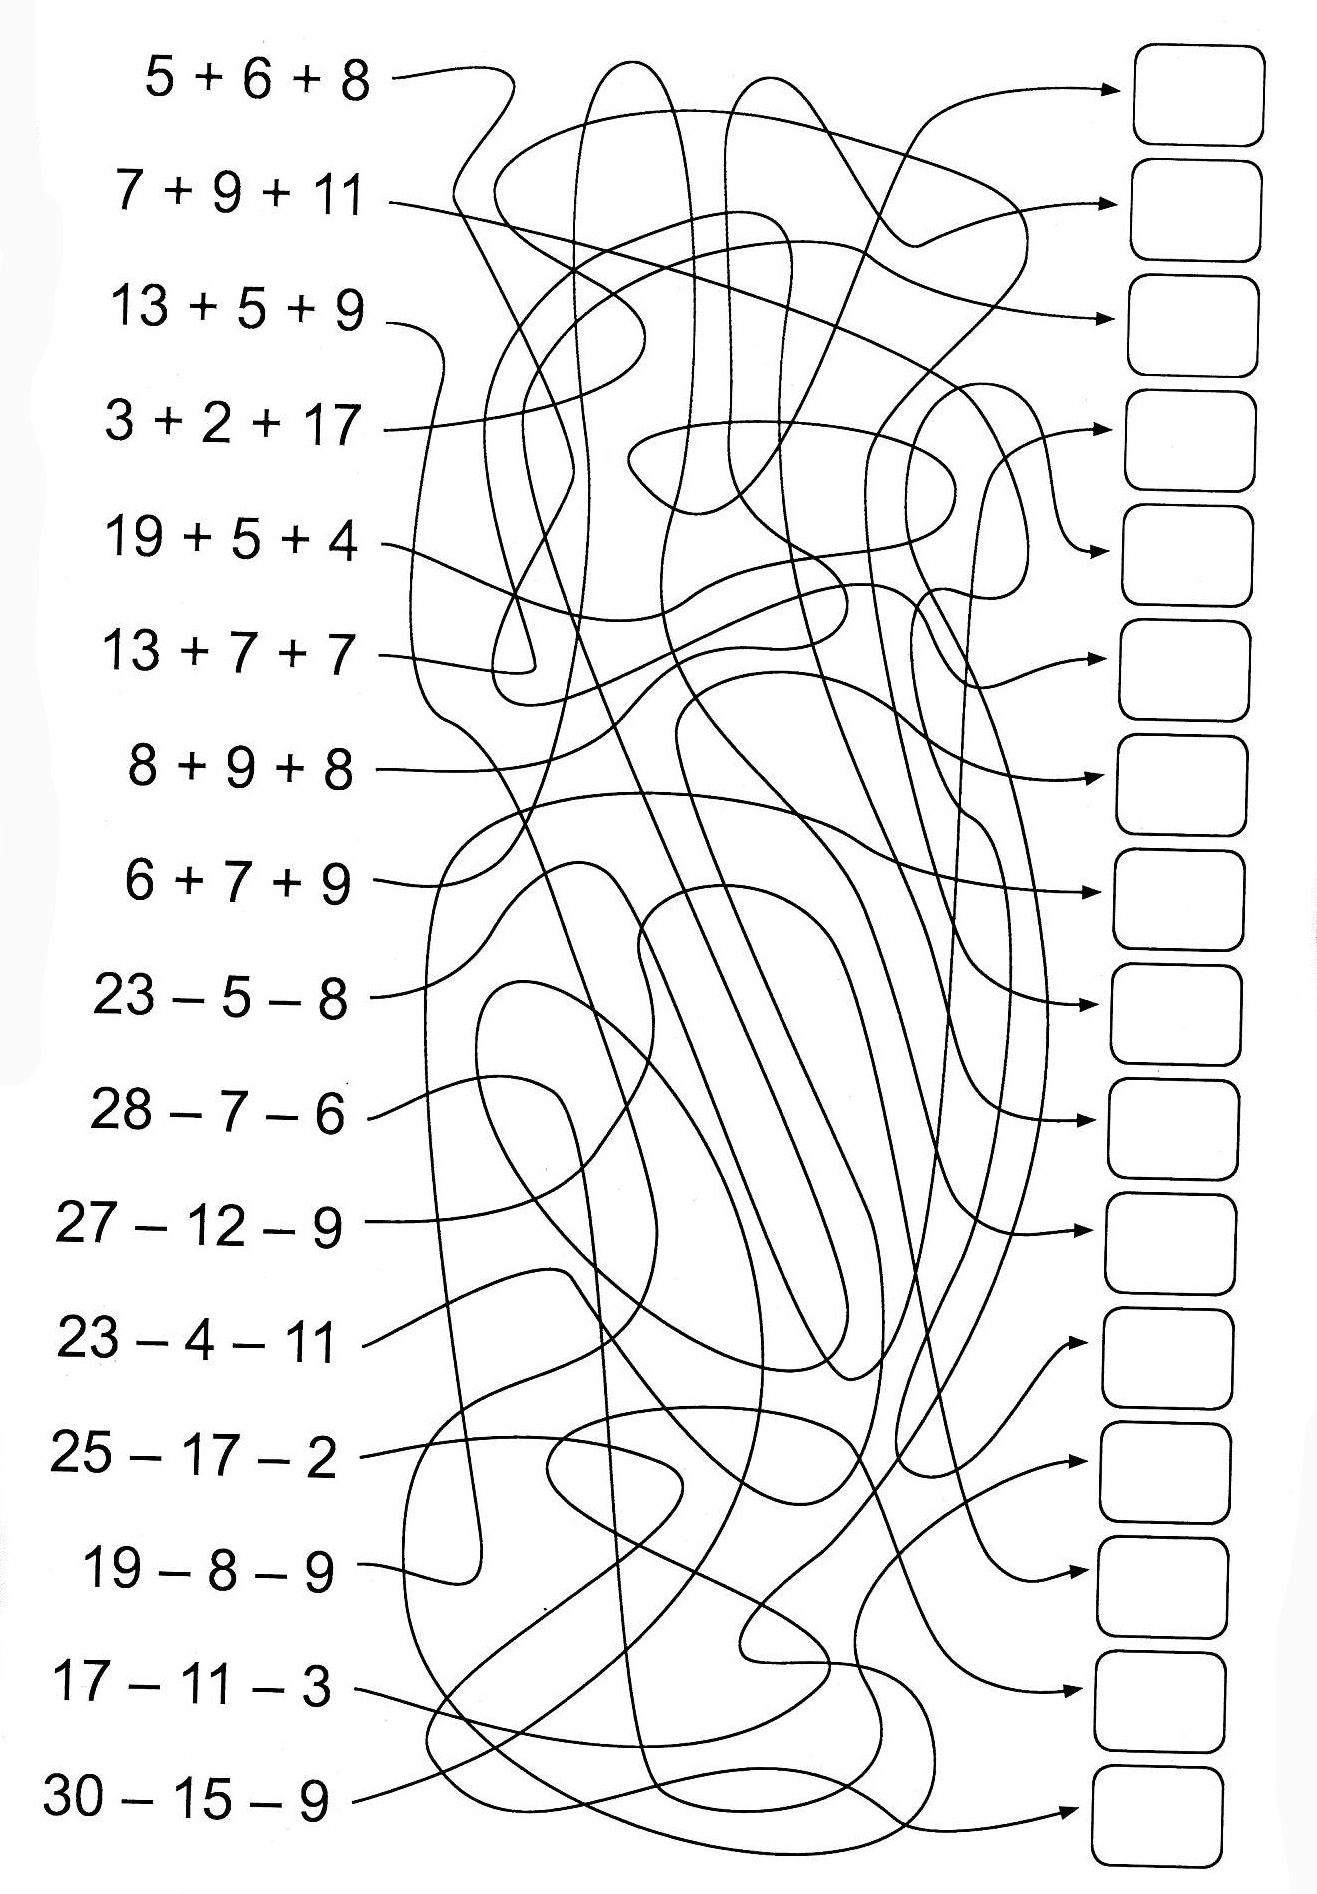 5 + 6 + 8
7 + 9 + 11
13 + 5 + 9
3 + 2 + 17
19 + 5 + 4
13 + 7 + 7
8 + 9 + 8
6 + 7 + 9
23 – 5 – 8
28 – 7 – 6
27 – 12 – 9
23 – 4 – 11
25 – 17 – 2
19 – 8 – 9
17 – 11 – 3
30 – 15 – 9